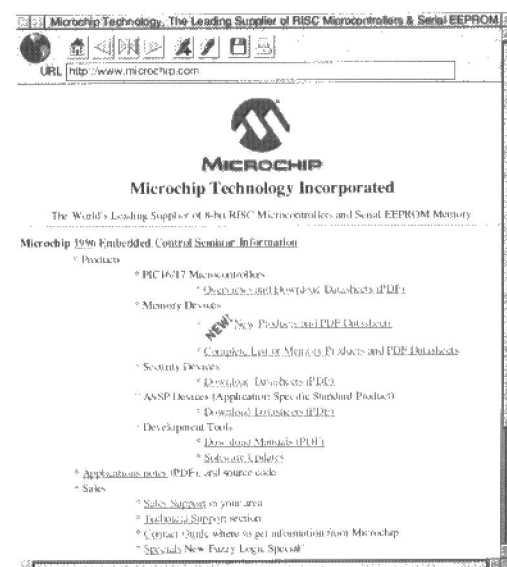 Microchip Technology, The Leading Supplier of RISC Microcontrollers & Serial EEPROM
URL http://www.microchip.com
MICROCHIP
Microchip Technology Incorporated
The World's Leading Supplier of 8-bit RISC Microcontrollers and Serial EEPROM Memory
Microchip 1996 Embedded Control Seminar Information
Products
PIC16/17 Microcontrollers
Overviews and Download Datasheets (PDF)
Memory Devices
NEW! New Products and PDF Datasheets
Complete List of Memory Products and PDF Datasheets
Security Devices
Download Datasheets (PDF)
ASSP Devices (Application Specific Standard Product)
Download Datasheets (PDF)
Development Tools
Download Manuals (PDF)
Software Updates
Applications notes (PDF), and source code
Sales
Sales Support in your area
Technical Support section
Contact Guide where to get information from Microchip
Specials New Fuzzy Logic Special!